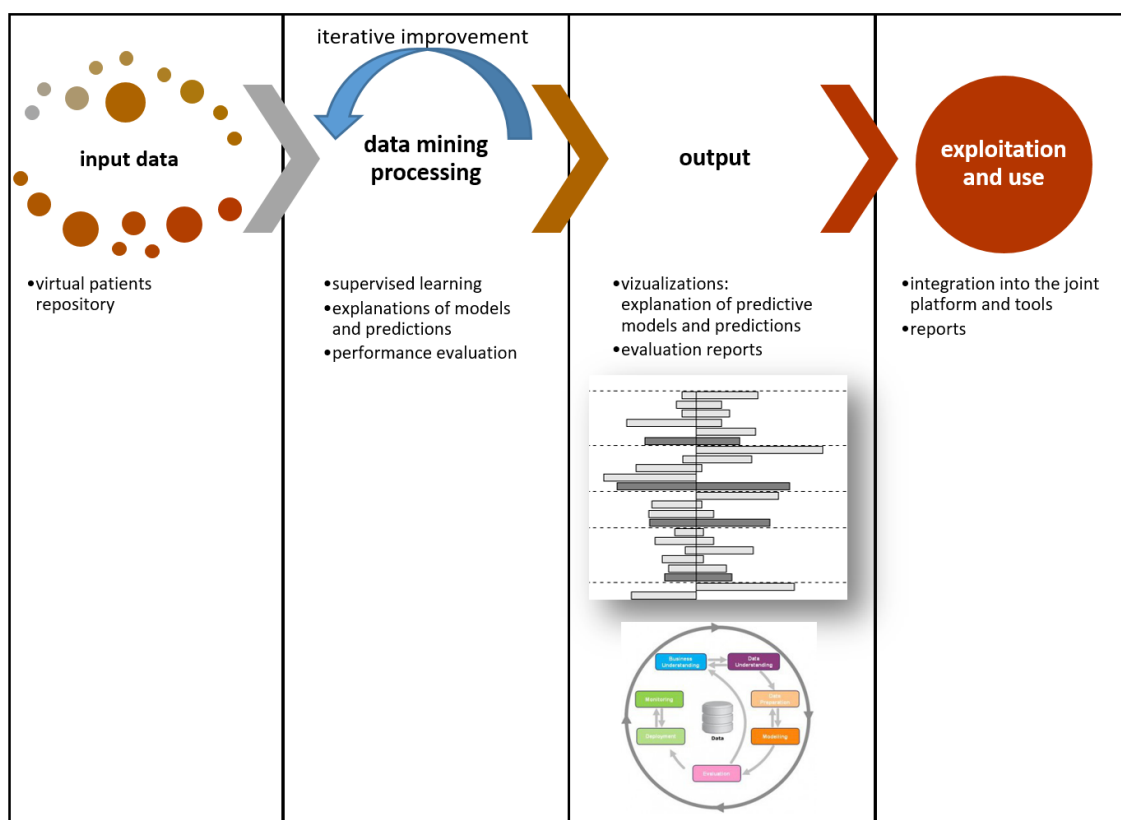 iterative improvement
input data
data mining
processing
output
exploitation
and use
•virtual patients
repository
•supervised learning
•explanations of models
and predictions
•performance evaluation
•vizualizations:
explanation of predictive
models and predictions
•evaluation reports
•integration into the joint
platform and tools
•reports
Business
Understanding
Data
Understanding
Monitoring
Data
Preparation
Deployment
Data
Modelling
Evaluation